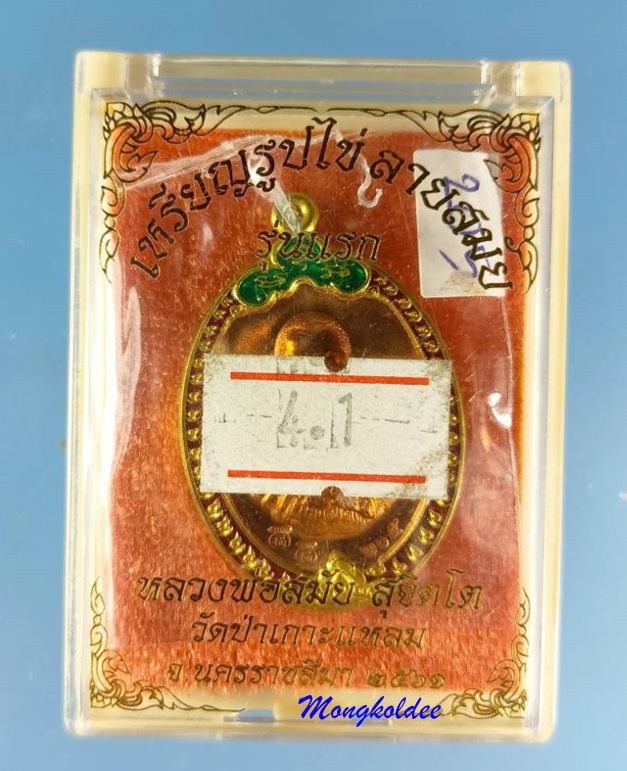 เหรียญรูปไข่ ลายสมัย
รุ่นแรก
4.1
หลวงพ่อสมัย สุจิตโต
วัดป่าเกาะแหลม
จ.นครราชสีมา ๒๕๖๑
Mongkoldee